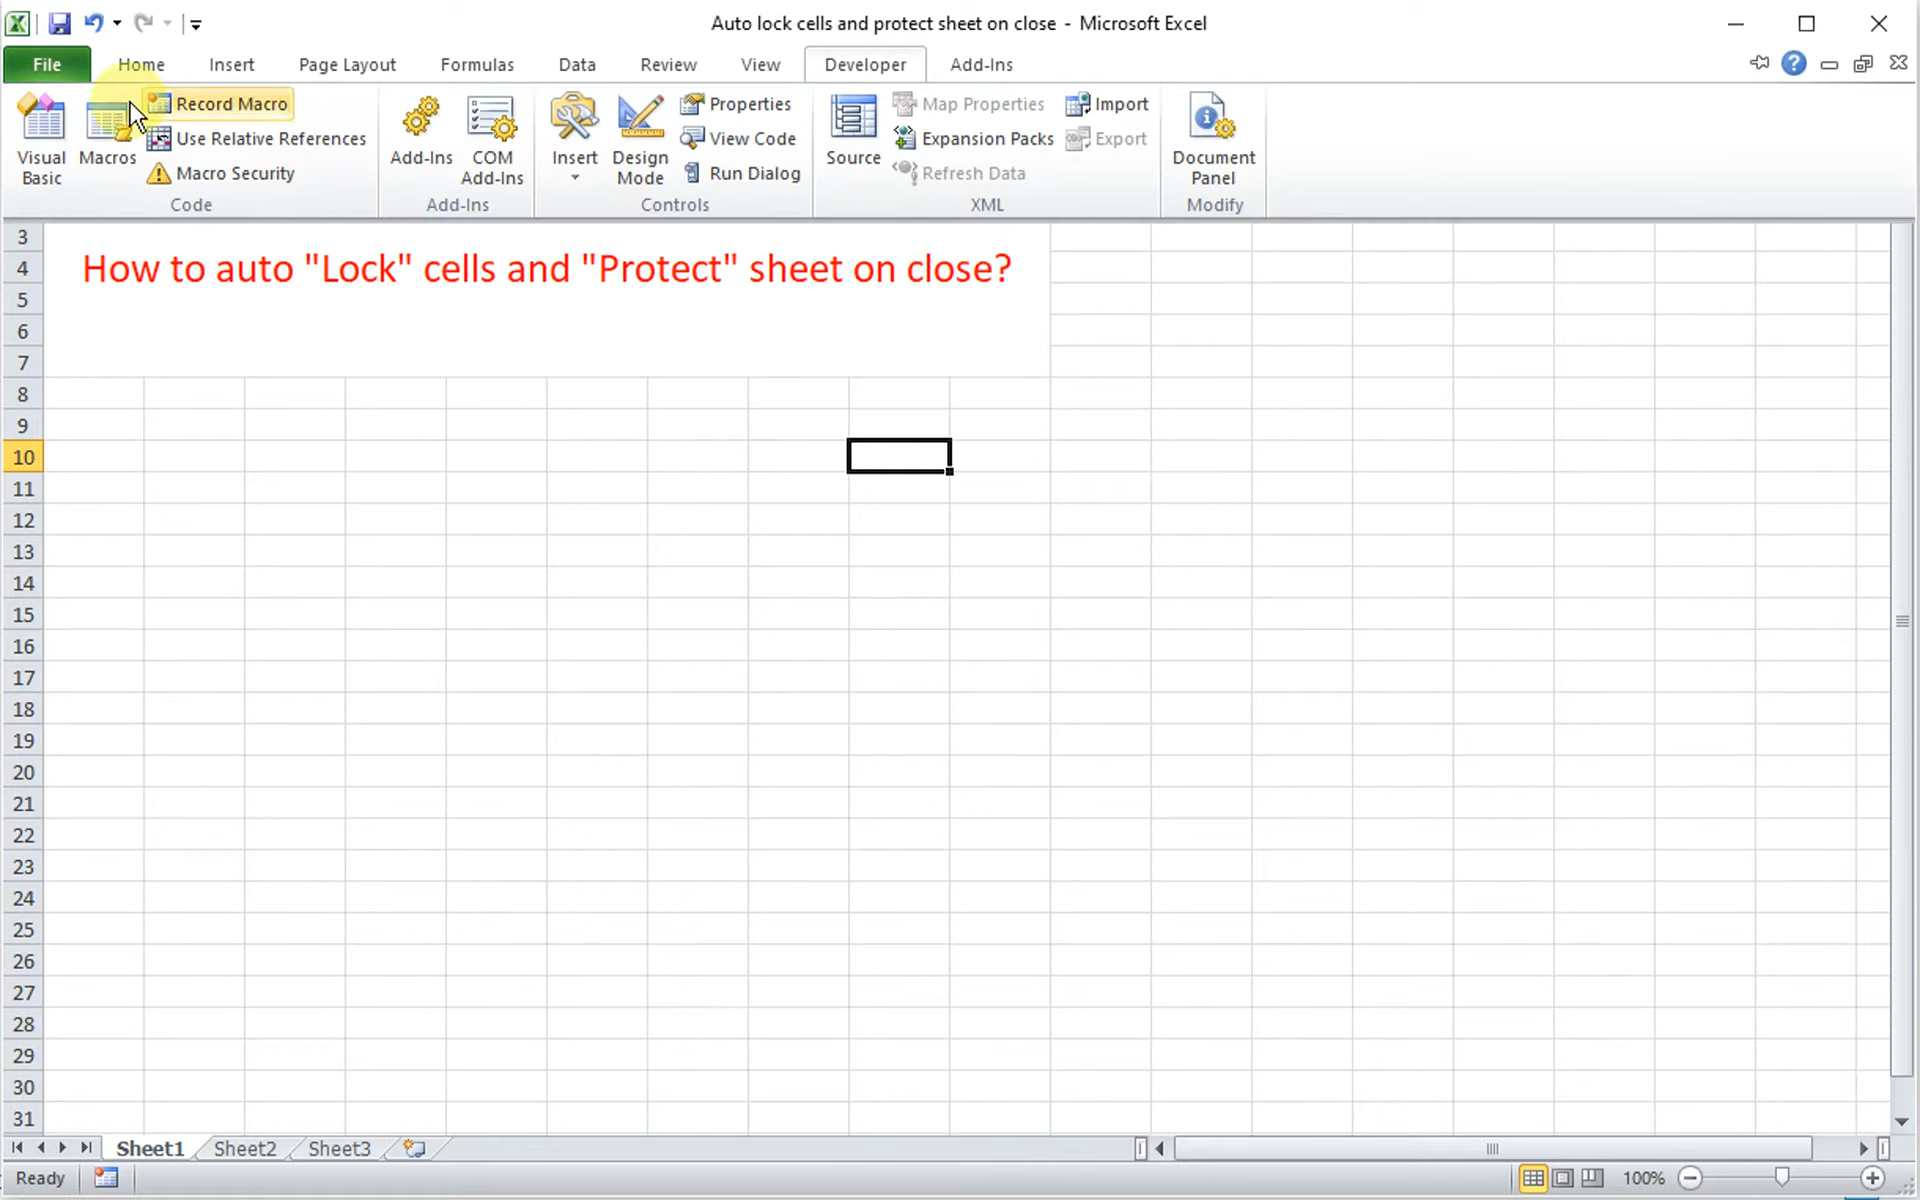 Auto lock cells and protect sheet on close - Microsoft Excel
File Home Insert Page Layout Formulas Data Review View Developer Add-Ins
Visual Basic
Macros
Record Macro
Use Relative References
Macro Security
Code
Add-Ins
COM Add-Ins
Add-Ins
Insert
Design Mode
Properties
View Code
Run Dialog
Controls
Source
Map Properties
Expansion Packs
Refresh Data
Import
Export
XML
Document Panel
Modify
3
4
How to auto "Lock" cells and "Protect" sheet on close?
5
6
7
8
9
10
11
12
13
14
15
16
17
18
19
20
21
22
23
24
25
26
27
28
29
30
31
Sheet1 Sheet2 Sheet3
Ready 100%